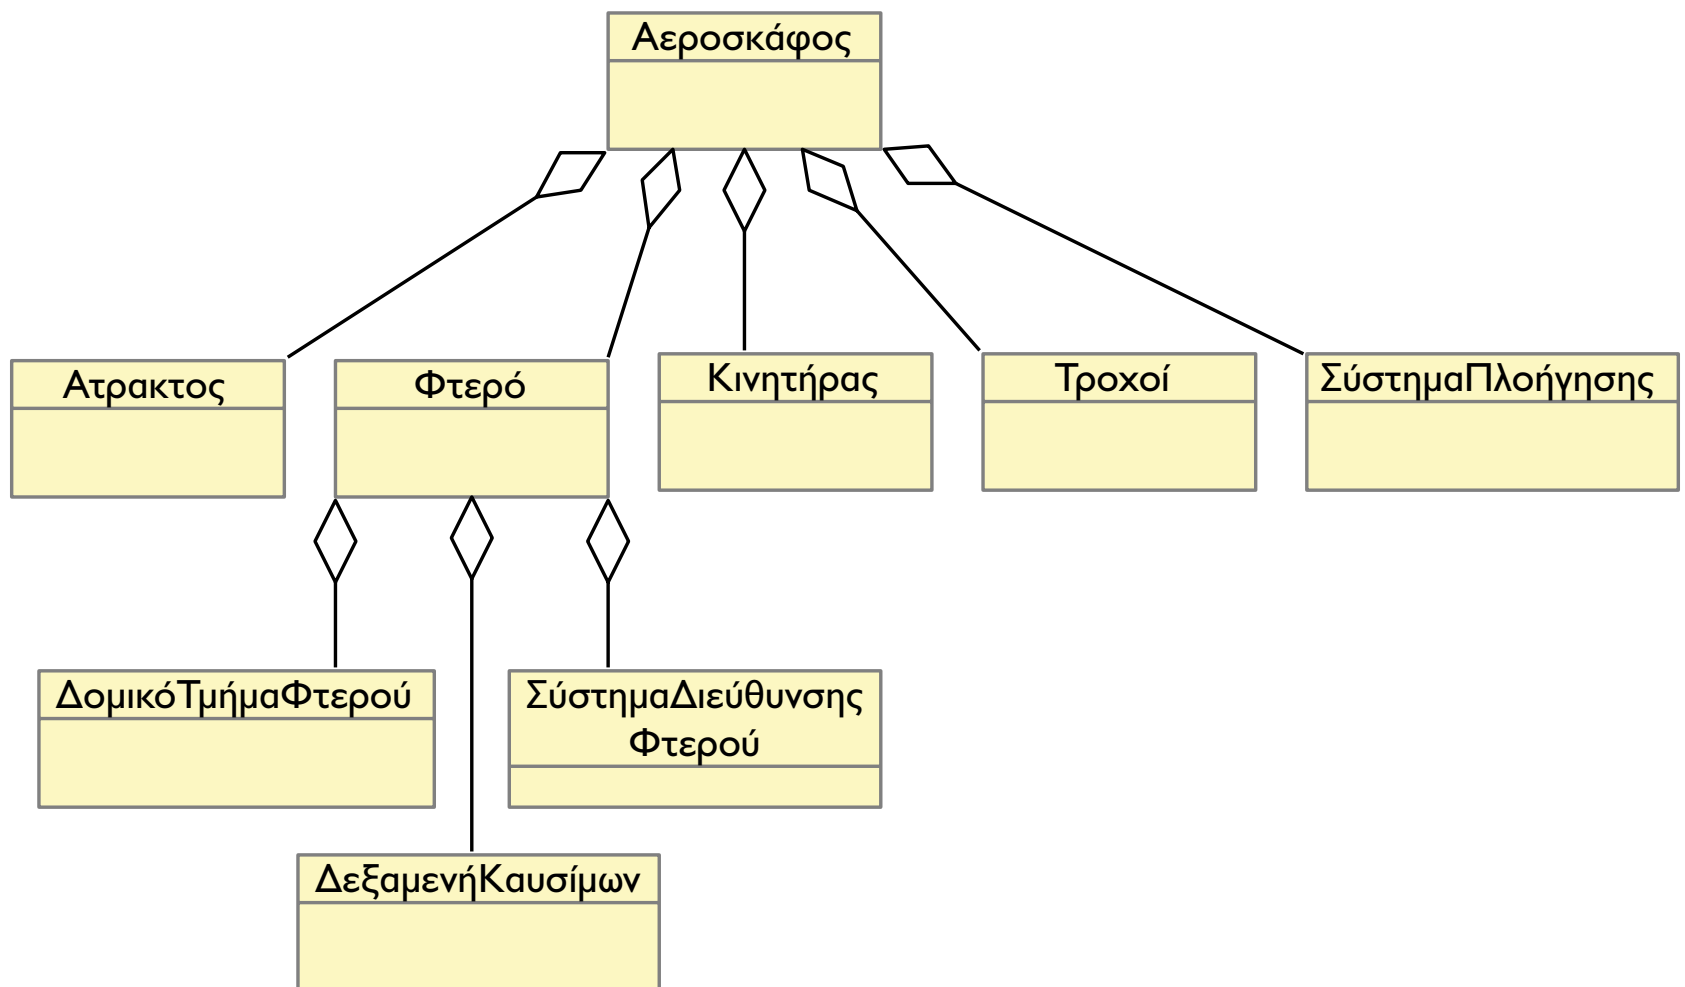 Αεροσκάφος
Ατρακτος
Φτερό
Κινητήρας
Τροχοί
ΣύστημαΠλοήγησης
ΔομικόΤμήμαΦτερού
ΣύστημαΔιεύθυνσης
Φτερού
ΔεξαμενήΚαυσίμων